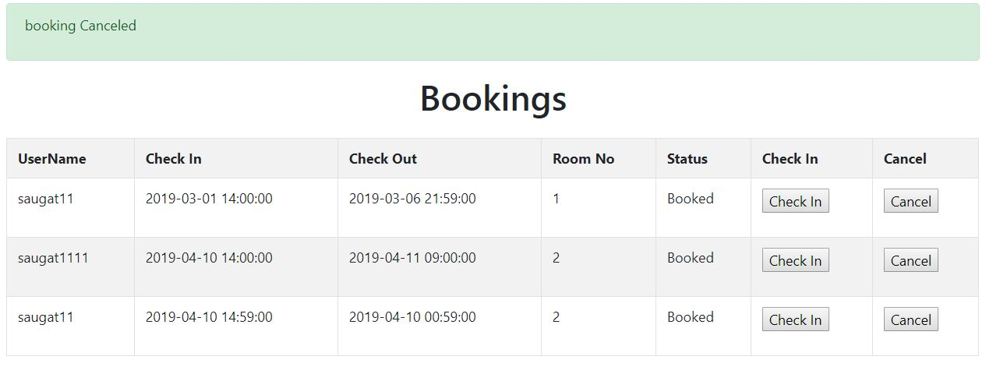 booking Canceled
Bookings
UserName Check In Check Out Room No Status Check In Cancel
saugat11 2019-03-01 14:00:00 2019-03-06 21:59:00 1 Booked Check In Cancel
saugat1111 2019-04-10 14:00:00 2019-04-11 09:00:00 2 Booked Check In Cancel
saugat11 2019-04-10 14:59:00 2019-04-10 00:59:00 2 Booked Check In Cancel